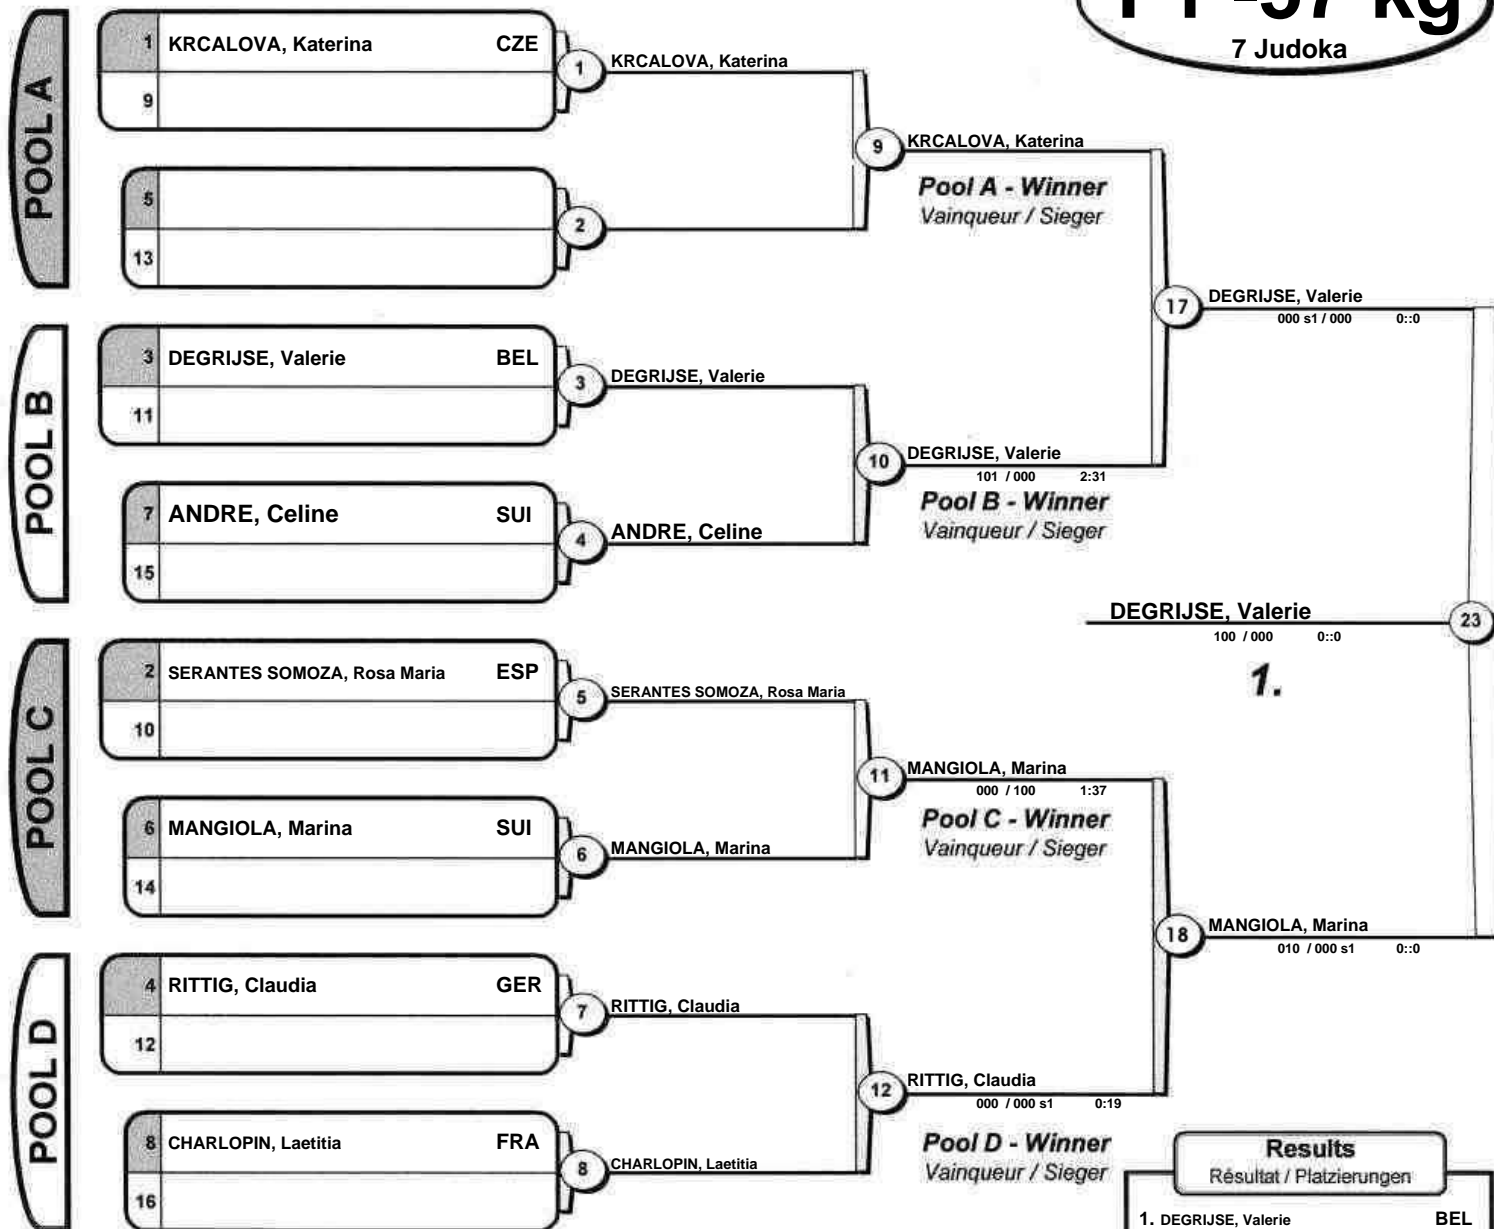 -57 kg
7 Judoka
POOL A
1 KRCALOVA, Katerina CZE
9
1 KRCALOVA, Katerina
5
13
2
9 KRCALOVA, Katerina
Pool A - Winner
Vainqueur / Sieger
POOL B
3 DEGRIJSE, Valerie BEL
11
3 DEGRIJSE, Valerie
7 ANDRE, Celine SUI
15
4 ANDRE, Celine
10 DEGRIJSE, Valerie
101 / 000 2:31
Pool B - Winner
Vainqueur / Sieger
17 DEGRIJSE, Valerie
000 s1 / 000 0::0
DEGRIJSE, Valerie 23
100 / 000 0::0
1.
POOL C
2 SERANTES SOMOZA, Rosa Maria ESP
10
5 SERANTES SOMOZA, Rosa Maria
6 MANGIOLA, Marina SUI
14
6 MANGIOLA, Marina
11 MANGIOLA, Marina
000 / 100 1:37
Pool C - Winner
Vainqueur / Sieger
18 MANGIOLA, Marina
010 / 000 s1 0::0
POOL D
4 RITTIG, Claudia GER
12
7 RITTIG, Claudia
8 CHARLOPIN, Laetitia FRA
16
8 CHARLOPIN, Laetitia
12 RITTIG, Claudia
000 / 000 s1 0:19
Pool D - Winner
Vainqueur / Sieger
Results
Résultat / Platzierungen
1. DEGRIJSE, Valerie BEL